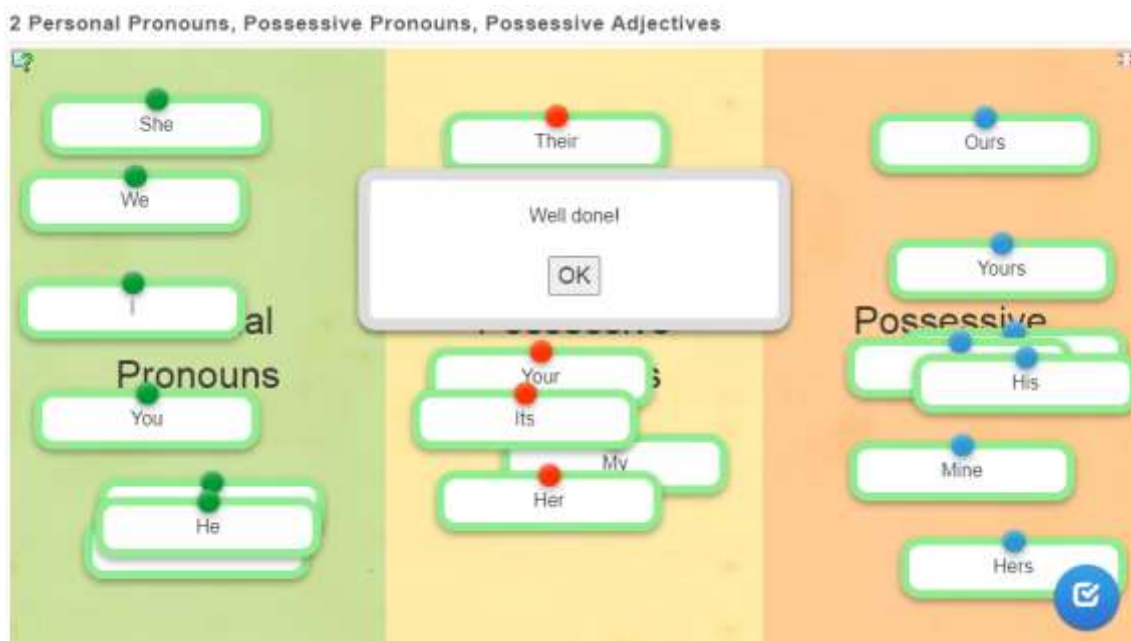 2 Personal Pronouns, Possessive Pronouns, Possessive Adjectives
She
We
I
al
Pronouns
You
He
Their
Well done!
OK
Possessive
Your
s
Its
My
Her
Ours
Yours
Possessive
His
Mine
Hers